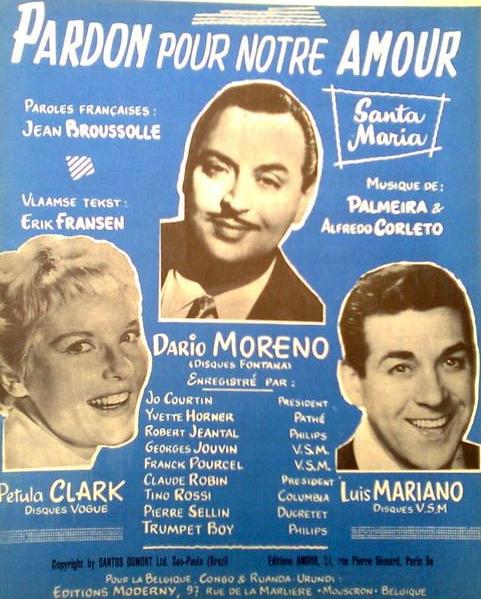 PARDON POUR NOTRE AMOUR
PAROLES FRANÇAISES:
JEAN BROUSSOLLE
VLAAMSE TEKST:
ERIK FRANSEN
Santa
Maria
MUSIQUE DE:
PALMEIRA &
ALFREDO CORLETO
DARIO MORENO
(DISQUES FONTANA)
ENREGISTRÉ PAR:
JO COURTIN PRESIDENT
YVETTE HORNER PATHÉ
ROBERT JEANTAL PHILIPS
GEORGES JOUVIN V.S.M.
FRANCK POURCEL V.S.M.
CLAUDE ROBIN PRESIDENT
TINO ROSSI COLUMBIA
PIERRE SELLIN DUCRETET
TRUMPET BOY PHILIPS
PETULA CLARK
DISQUES VOGUE
LUIS MARIANO
DISQUES V.S.M
Copyright by SANTOS DUMONT Ltd. Sao-Paulo (Brazil Editions AMOUR, rue Pierre Sémard, Paris 9e
POUR LA BELGIQUE, CONGO & RUANDA-URUNDI:
EDITIONS MODERNY, 97, RUE DE LA MARLIERE - MOUSCRON - BELGIQUE